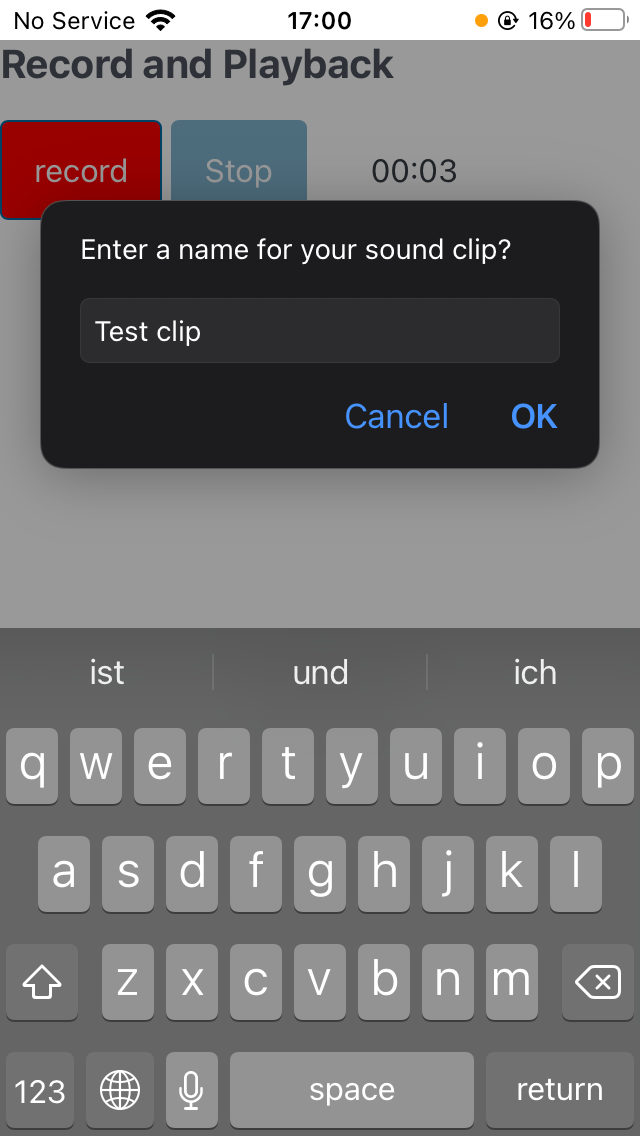 No Service 17:00 16%
Record and Playback
record Stop 00:03
Enter a name for your sound clip?
Test clip
Cancel OK
ist und ich
q w e r t y u i o p
a s d f g h j k l
z x c v b n m
123 space return